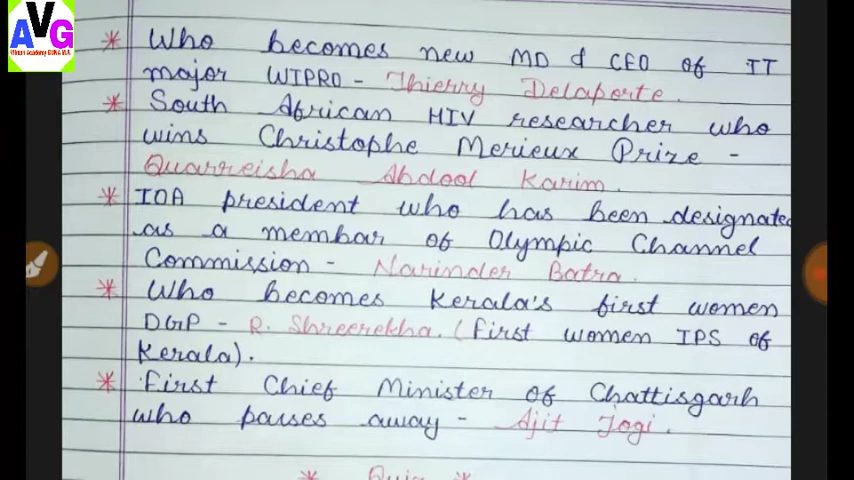 AVG
* Who becomes new MD & CEO of IT
major WIPRO - Thierry Delaporte.
* South African HIV researcher who
wins Christophe Merieux Prize -
Quarreisha Abdool Karim.
* IOA president who has been designated
as a membar of Olympic Channel
Commission - Narinder Batra.
* Who becomes Kerala's first women
DGP - R. Shreerekha. (First women IPS of
Kerala).
* First Chief Minister of Chattisgarh
who passes away - Ajit Jogi.
* Quiz *